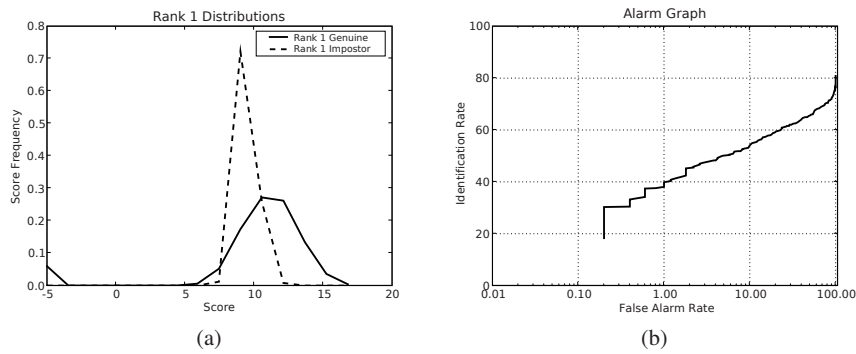 Rank 1 Distributions
Rank 1 Genuine
Rank 1 Impostor
Score Frequency
0.8
0.7
0.6
0.5
0.4
0.3
0.2
0.1
0.0
-5
0
5
10
15
20
Score
(a)
Alarm Graph
Identification Rate
100
80
60
40
20
0
0.01
0.10
1.00
10.00
100.00
False Alarm Rate
(b)